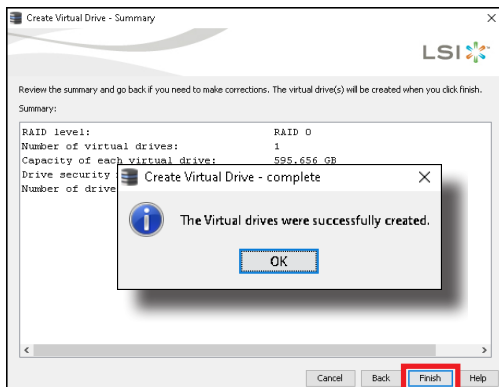 Create Virtual Drive - Summary
LSI
Review the summary and go back if you need to make corrections. The virtual drive(s) will be created when you click finish.
Summary:
RAID level: RAID 0
Number of virtual drives: 1
Capacity of each virtual drive: 595.656 GB
Drive security
Number of drive
Create Virtual Drive - complete
The Virtual drives were successfully created.
OK
Cancel Back Finish Help